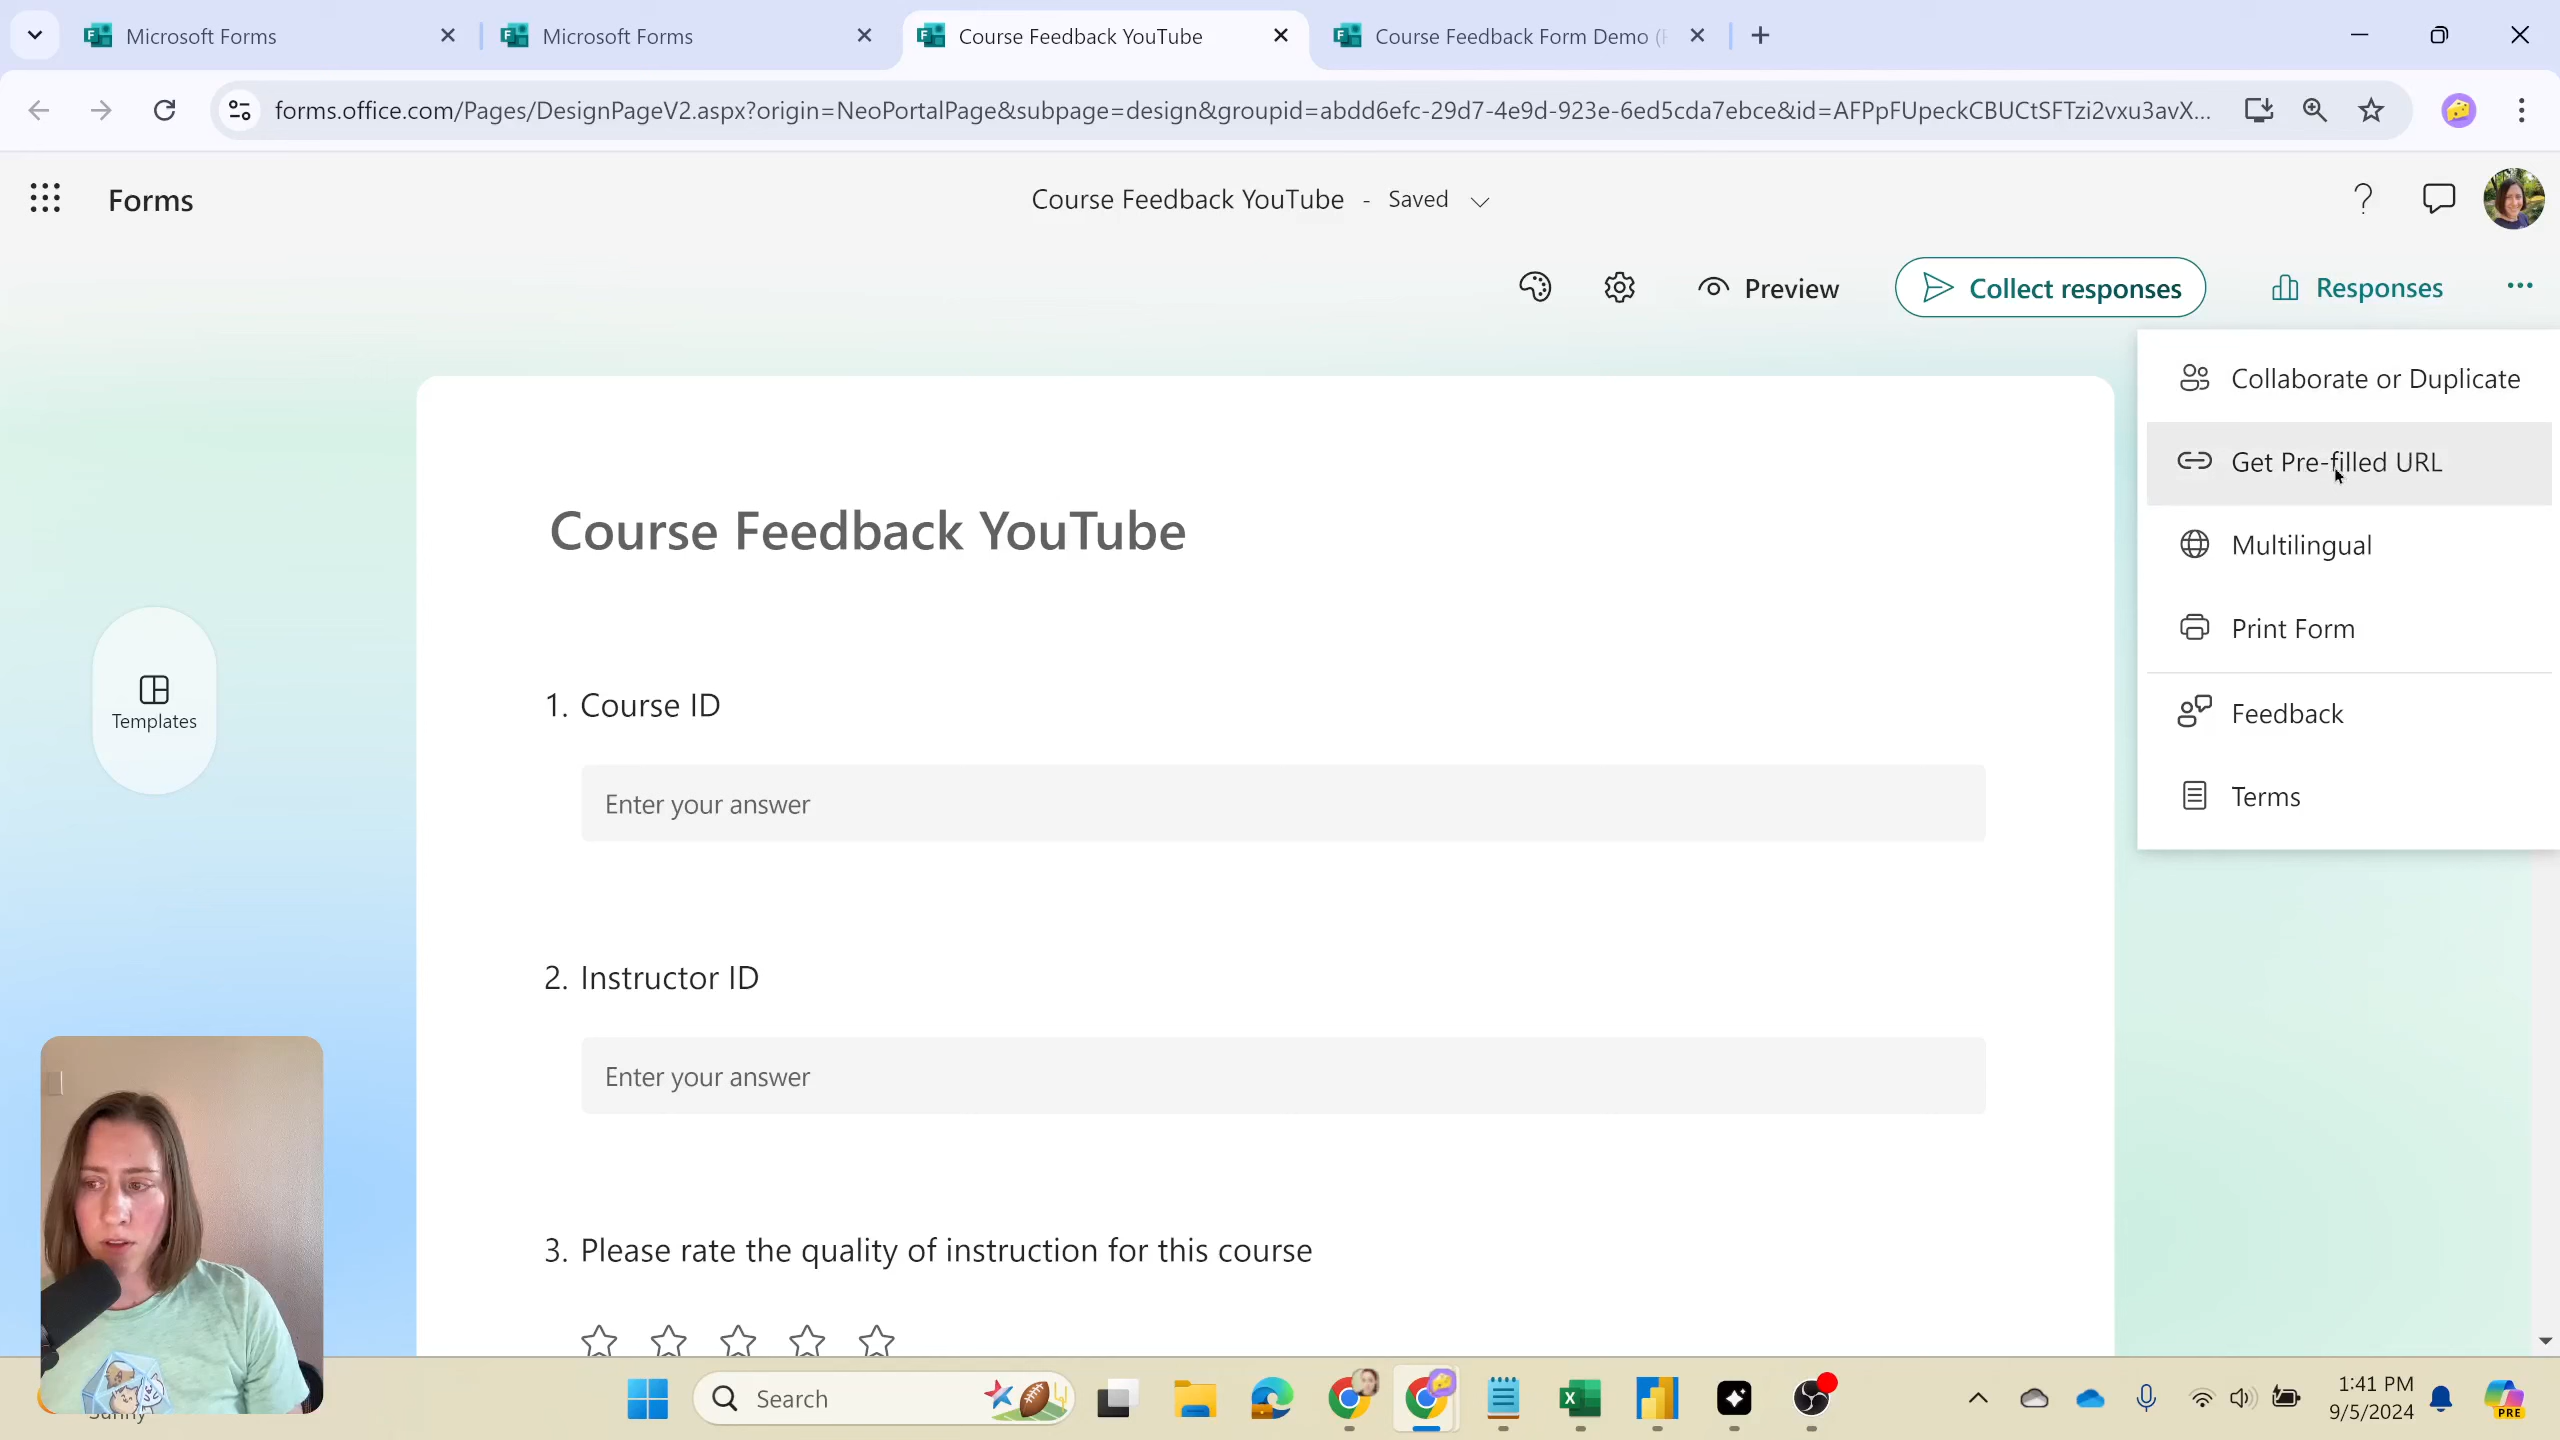 Microsoft Forms
Microsoft Forms
Course Feedback YouTube
Course Feedback Form Demo (
forms.office.com/Pages/DesignPageV2.aspx?origin=NeoPortalPage&subpage=design&groupid=abdd6efc-29d7-4e9d-923e-6ed5cda7ebce&id=AFPpFUpeckCBUCtSFTzi2vxu3avX...
Forms
Course Feedback YouTube - Saved
Preview
Collect responses
Responses
Collaborate or Duplicate
Get Pre-filled URL
Multilingual
Print Form
Feedback
Terms
Templates
Course Feedback YouTube
1. Course ID
Enter your answer
2. Instructor ID
Enter your answer
3. Please rate the quality of instruction for this course
Sunny
Search
1:41 PM
9/5/2024
PRE